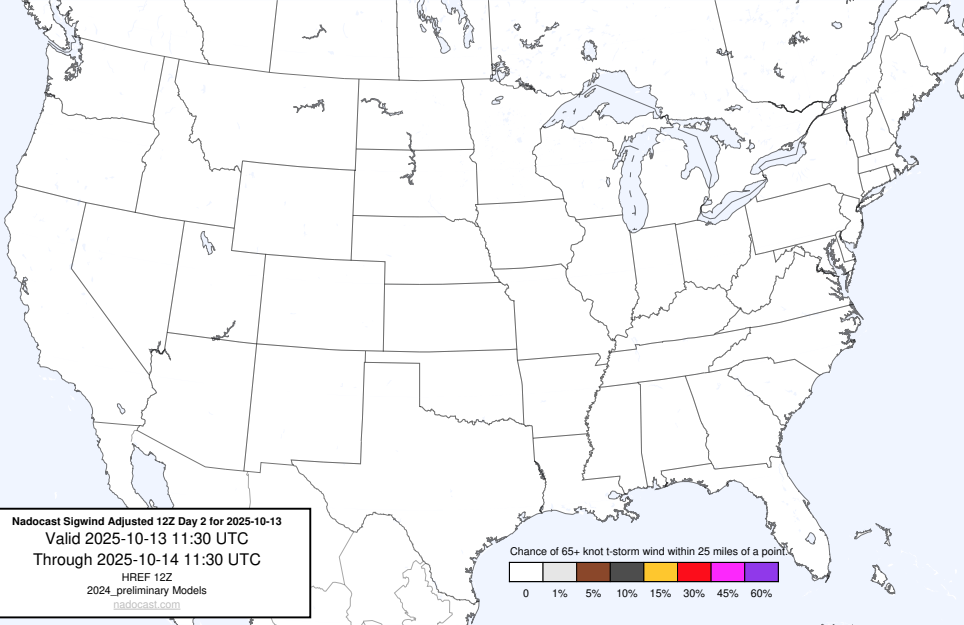 Nadocast Sigwind Adjusted 12Z Day 2 for 2025-10-13
Valid 2025-10-13 11:30 UTC
Through 2025-10-14 11:30 UTC
HREF 12Z
2024_preliminary Models
nadocast.com
Chance of 65+ knot t-storm wind within 25 miles of a point.
0 1% 5% 10% 15% 30% 45% 60%